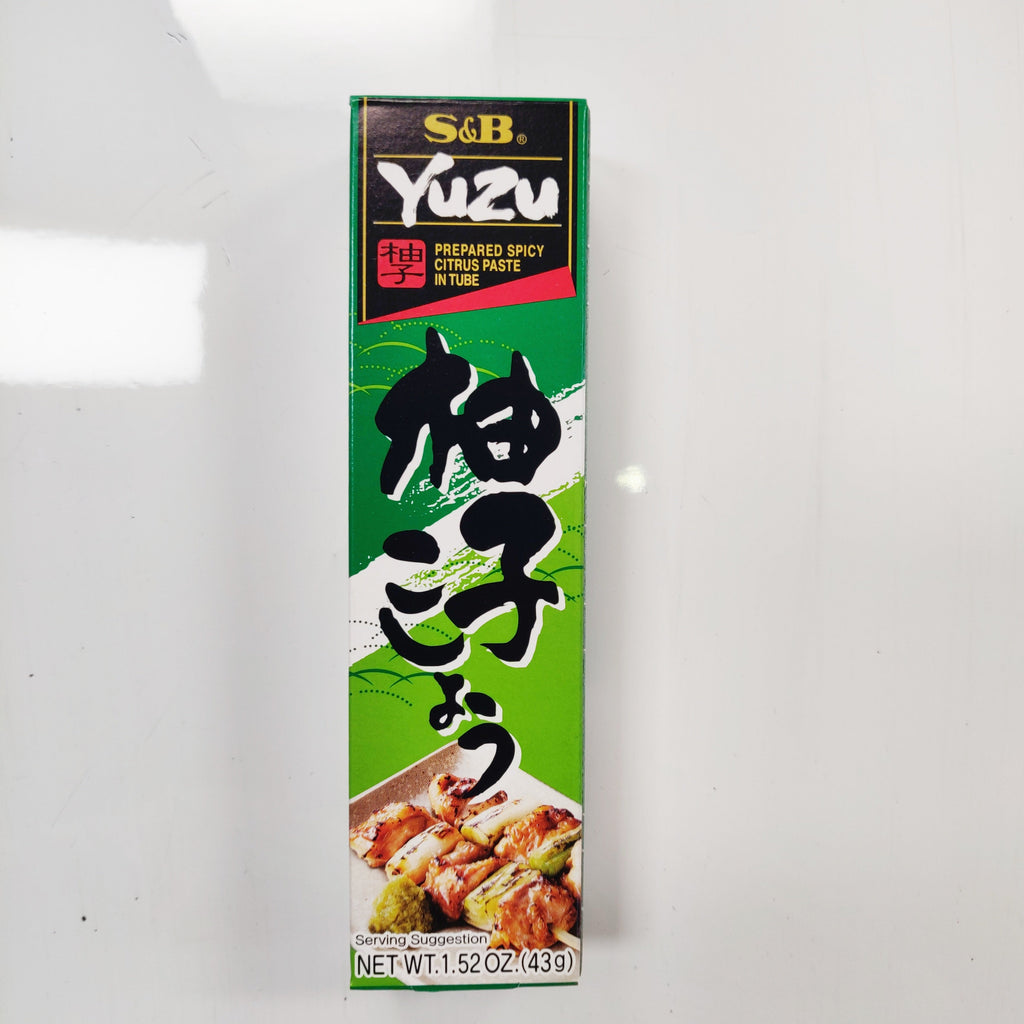 S&B®
Yuzu
柚子
PREPARED SPICY
CITRUS PASTE
IN TUBE
柚子
こしょう
Serving Suggestion
NET WT.1.52 OZ.(43g)